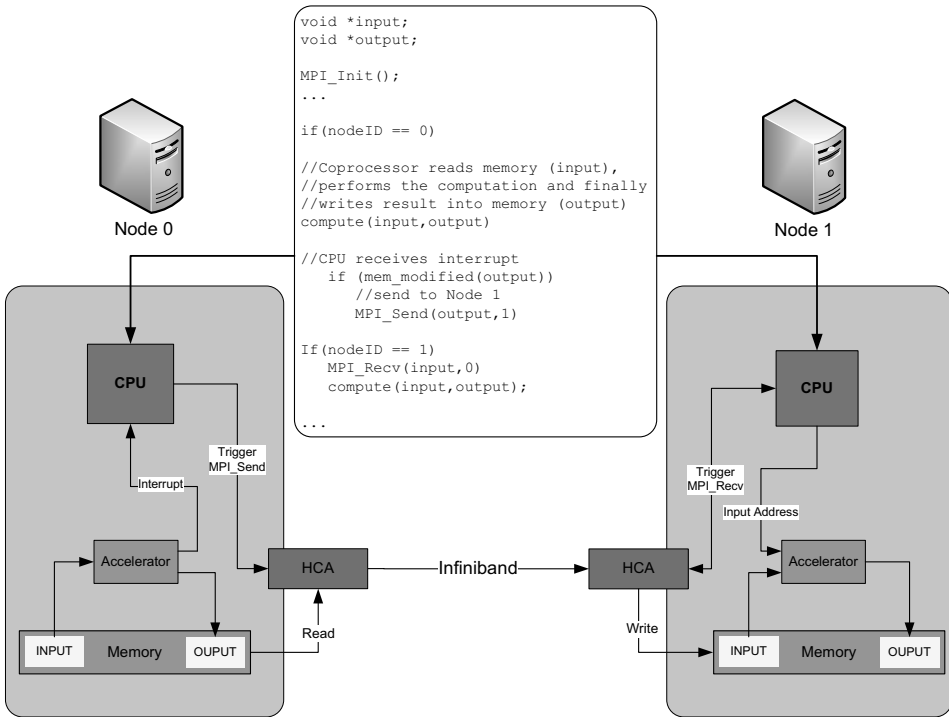 void *input;
void *output;
MPI_Init();
...
if(nodeID == 0)
//Coprocessor reads memory (input),
//performs the computation and finally
//writes result into memory (output)
compute(input,output)
//CPU receives interrupt
if (mem_modified(output))
//send to Node 1
MPI_Send(output,1)
If(nodeID == 1)
MPI_Recv(input,0)
compute(input,output);
...
Node 0
Node 1
CPU
Trigger
MPI_Send
Interrupt
Accelerator
HCA
INPUT
Memory
OUPUT
Read
Infiniband
CPU
Trigger
MPI_Recv
Input Address
HCA
Accelerator
Write
INPUT
Memory
OUPUT